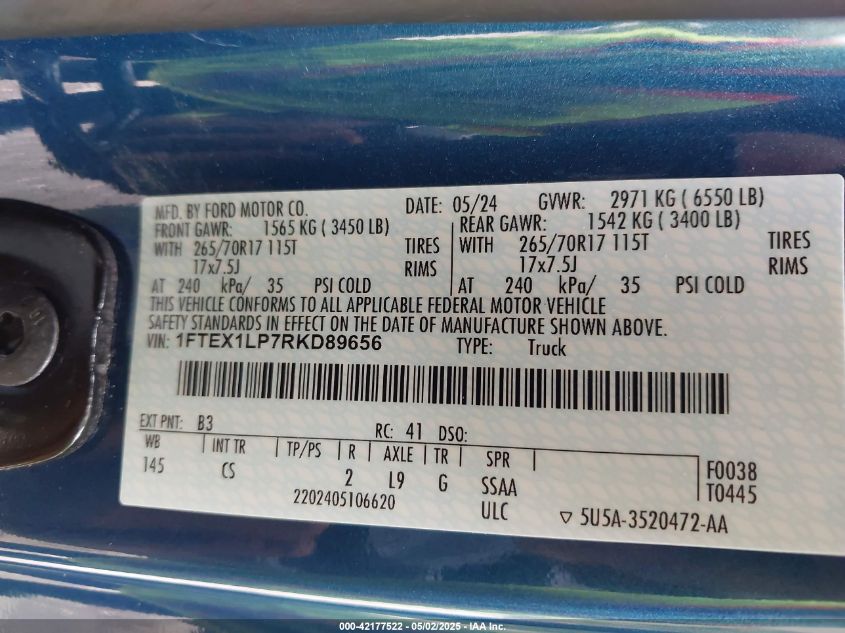 MFD. BY FORD MOTOR CO. DATE: 05/24 GVWR: 2971 KG ( 6550 LB)
FRONT GAWR: 1565 KG ( 3450 LB) REAR GAWR: 1542 KG ( 3400 LB)
WITH 265/70R17 115T TIRES WITH 265/70R17 115T TIRES
17x7.5J RIMS 17x7.5J RIMS
AT 240 kPa/ 35 PSI COLD AT 240 kPa/ 35 PSI COLD
THIS VEHICLE CONFORMS TO ALL APPLICABLE FEDERAL MOTOR VEHICLE
SAFETY STANDARDS IN EFFECT ON THE DATE OF MANUFACTURE SHOWN ABOVE.
VIN: 1FTEX1LP7RKD89656 TYPE: Truck
EXT PNT: B3 RC: 41 DSO:
WB INT TR TP/PS R AXLE TR SPR F0038
145 CS 2 L9 G SSAA T0445
2202405106620 ULC ▽ 5U5A-3520472-AA
000-42177522 - 05/02/2025 - IAA Inc.